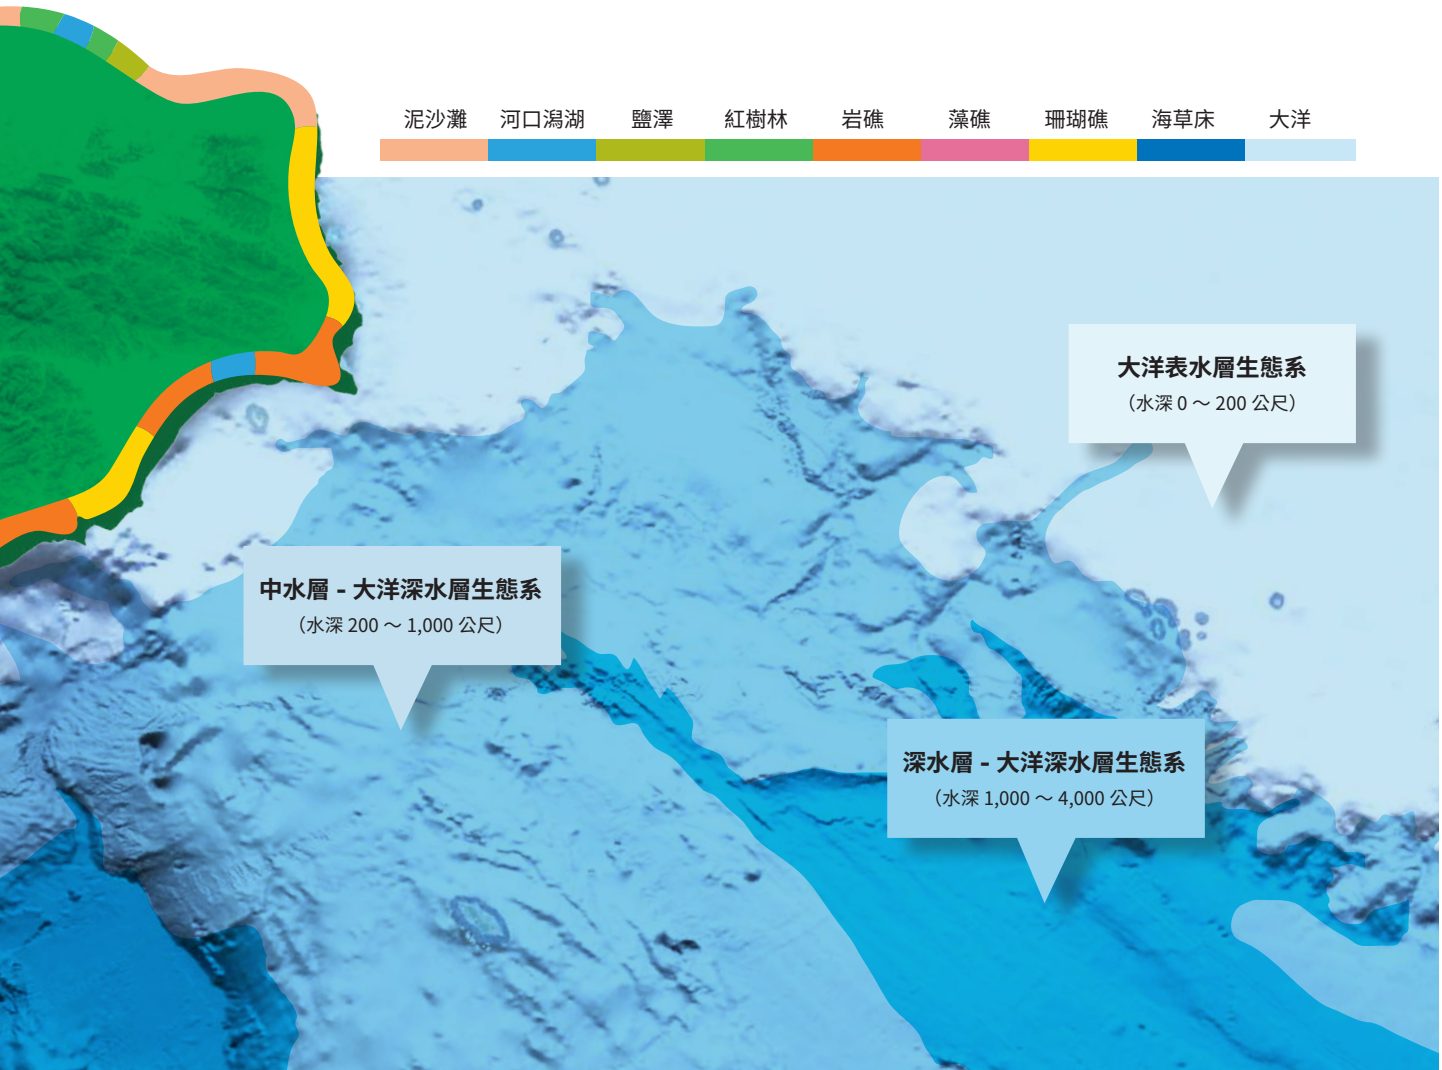 泥沙灘 河口潟湖 鹽澤 紅樹林 岩礁 藻礁 珊瑚礁 海草床 大洋
大洋表水層生態系
（水深 0 ～ 200 公尺）
中水層 - 大洋深水層生態系
（水深 200 ～ 1,000 公尺）
深水層 - 大洋深水層生態系
（水深 1,000 ～ 4,000 公尺）